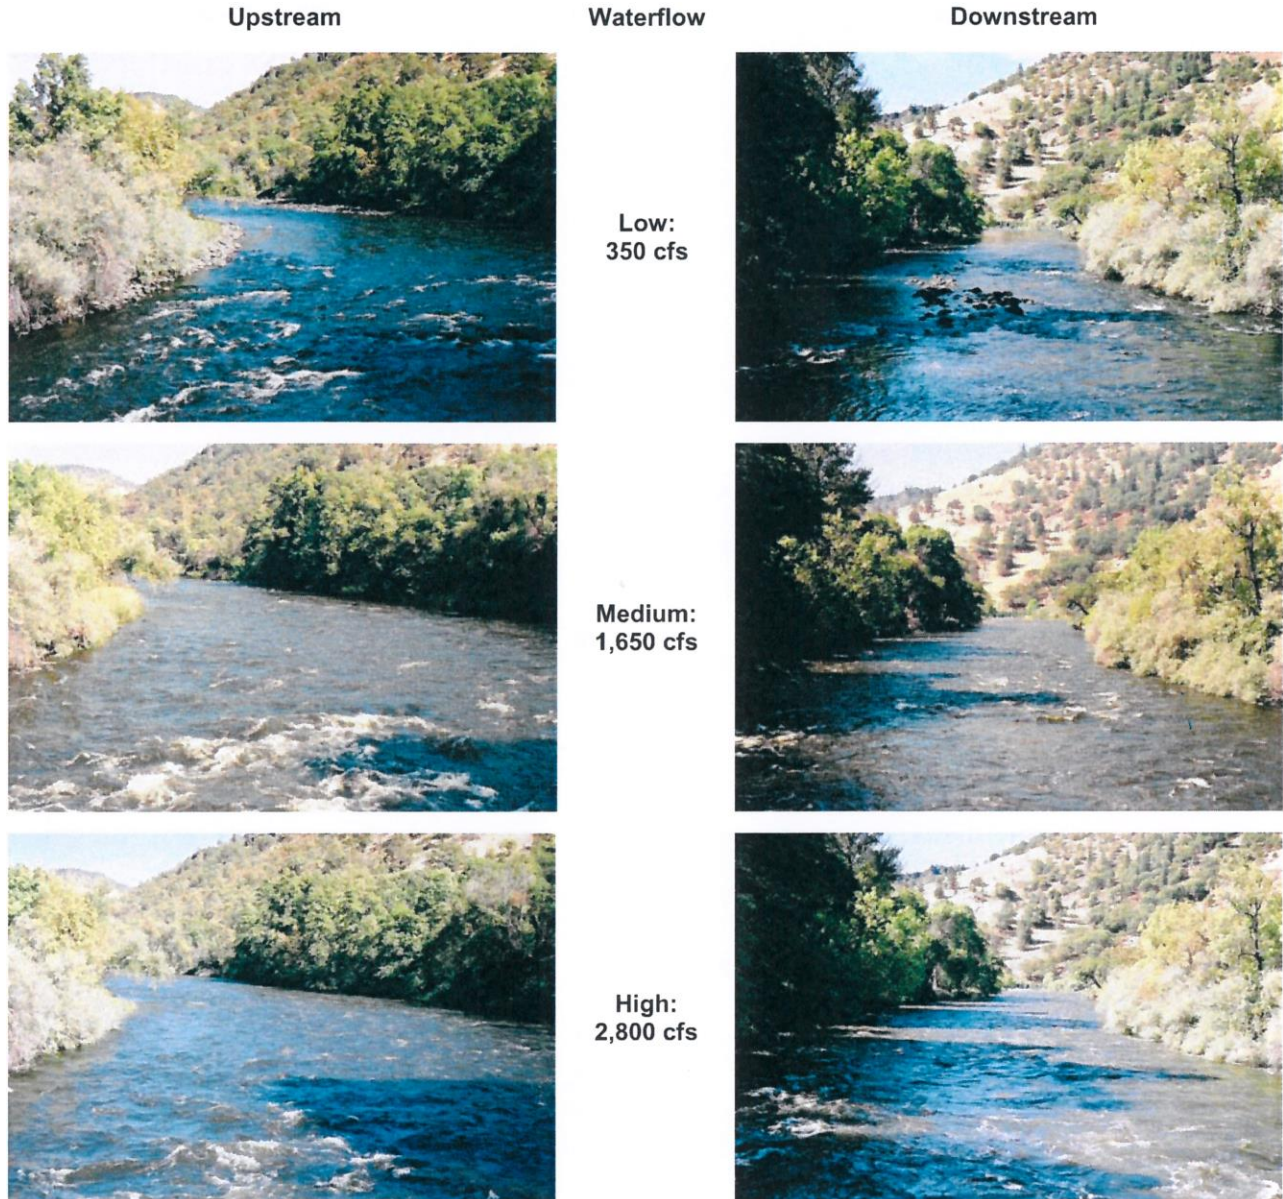 Upstream
Waterflow
Downstream
Low:
350 cfs
Medium:
1,650 cfs
High:
2,800 cfs